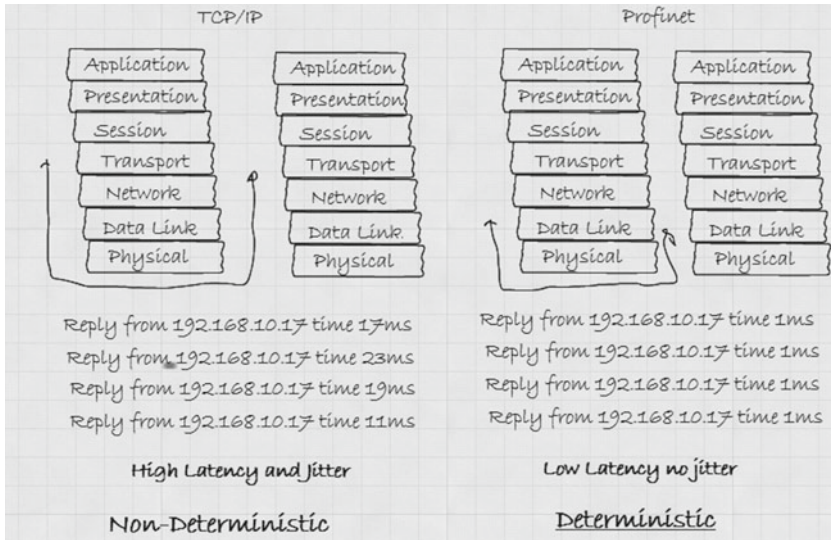 TCP/IP
Application
Presentation
Session
Transport
Network
Data Link
Physical
Application
Presentation
Session
Transport
Network
Data Link.
Physical
Reply from 192.168.10.17 time 17ms
Reply from 192.168.10.17 time 23ms
Reply from 192.168.10.17 time 19ms
Reply from 192.168.10.17 time 11ms
High Latency and Jitter
Non-Deterministic
Profinet
Application
Presentation
Session
Transport
Network
Data Link
Physical
Application
Presentation
Session
Transport
Network
Data Link
Physical
Reply from 192.168.10.17 time 1ms
Reply from 192.168.10.17 time 1ms
Reply from 192.168.10.17 time 1ms
Reply from 192.168.10.17 time 1ms
Low Latency no jitter
Deterministic